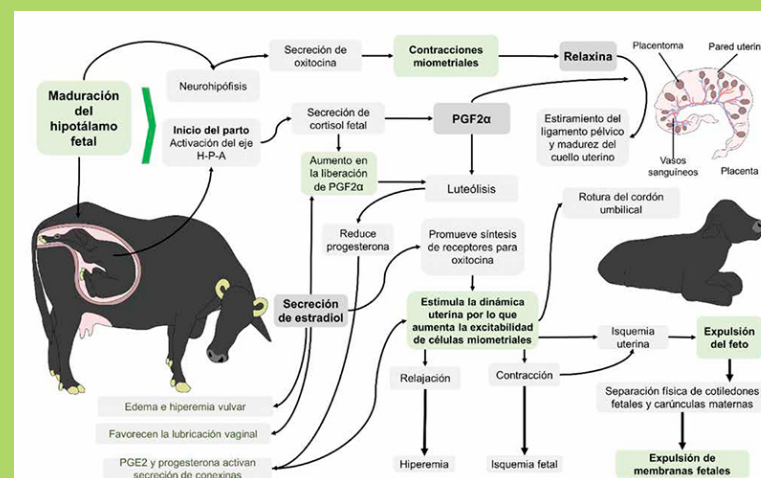 Secreción de
oxitocina
Contracciones
miometriales
Relaxina
Placentoma
Pared uterin
Neurohipófisis
Maduración
del
hipotálamo
fetal
Inicio del parto
Activación del eje
H-P-A
Secreción de
cortisol fetal
PGF2α
Estiramiento del
ligamento pélvico
y madurez del
cuello uterino
Vasos
sanguíneos
Placenta
Aumento en
la liberación
de PGF2α
Luteólisis
Rotura del cordón
umbilical
Reduce
progesterona
Promueve síntesis
de receptores para
oxitocina
Secreción
de estradiol
Estimula la dinámica
uterina por lo que
aumenta la excitabilidad
de células miometriales
Isquemia
uterina
Expulsión
del feto
Relajación
Contracción
Separación física de cotiledones
fetales y carúnculas maternas
Edema e hiperemia vulvar
Favorecen la lubricación vaginal
PGE2 y progesterona activan
secreción de conexinas
Hiperemia
Isquemia fetal
Expulsión de
membranas fetales